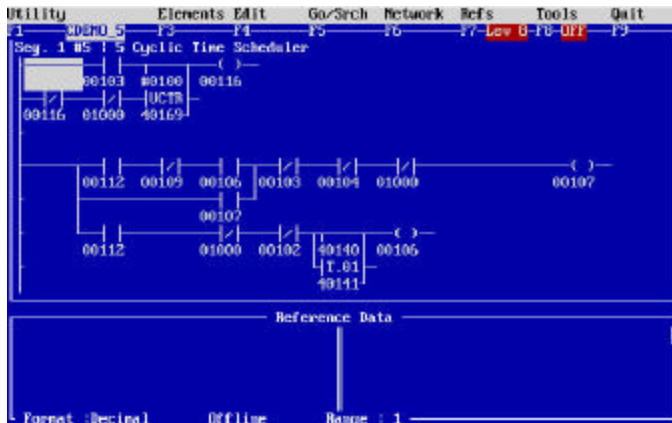 Utility Elements Edit Go/Srch Network Refs Tools Quit
F1 CDEMO_5 F3 F4 F5 F6 F7-Lev 8-F8-OFF F9
Seg. 1 #5 | 5 Cyclic Time Scheduler
00103 #0100 00116
UCTR
00116 01000 40169
00112 00109 00106 00103 00104 01000 00107
00107
00112 01000 00102 40140 00106
T.01
40141
Reference Data
Format :Decimal Offline Range : 1